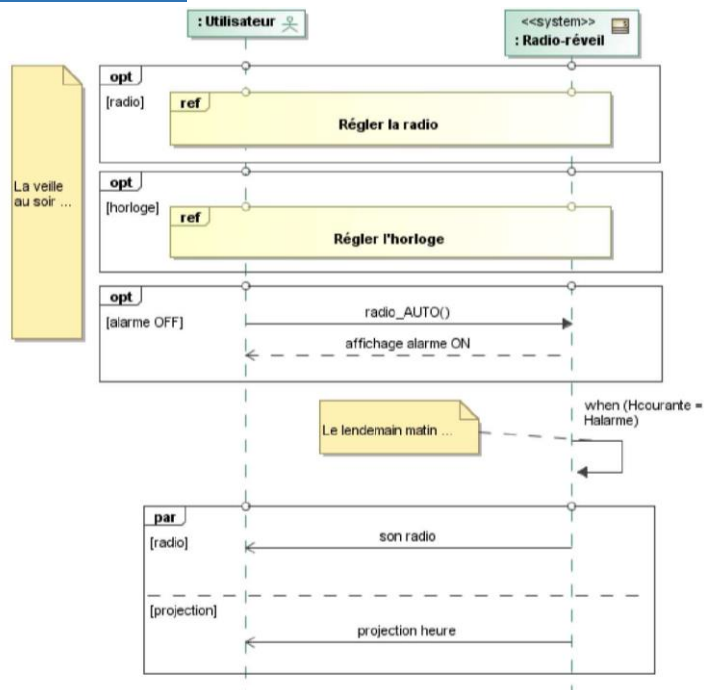 : Utilisateur
<<system>>
: Radio-réveil
La veille
au soir ...
opt
[radio]
ref
Régler la radio
opt
[horloge]
ref
Régler l'horloge
opt
[alarme OFF]
radio_AUTO()
affichage alarme ON
Le lendemain matin ...
when (Hcourante =
Halarme)
par
[radio]
son radio
[projection]
projection heure